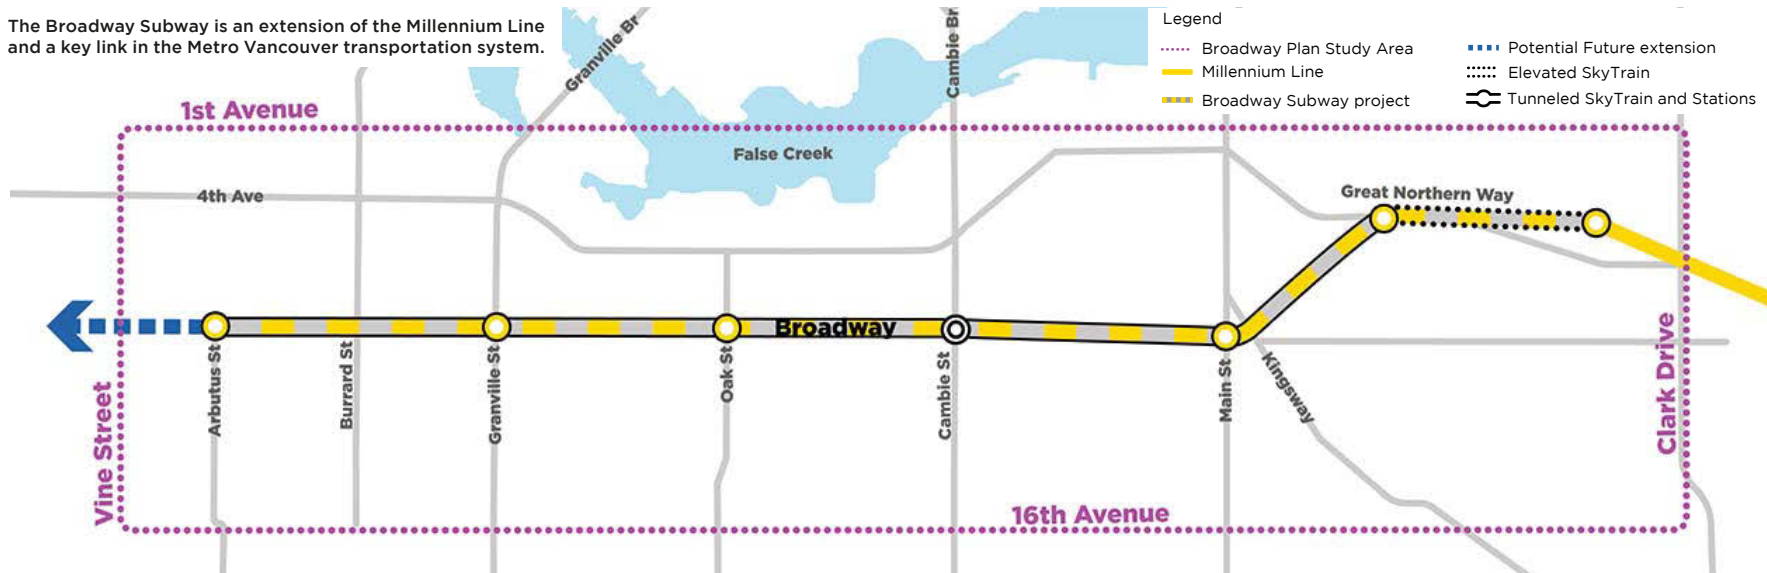 The Broadway Subway is an extension of the Millennium Line
and a key link in the Metro Vancouver transportation system.
Legend
Broadway Plan Study Area
Millennium Line
Broadway Subway project
Potential Future extension
Elevated SkyTrain
Tunneled SkyTrain and Stations
Granville Br
Cambie Br
1st Avenue
False Creek
4th Ave
Great Northern Way
Broadway
Vine Street
Arbutus St
Burrard St
Granville St
Oak St
Cambie St
Main St
Kingsway
Clark Drive
16th Avenue